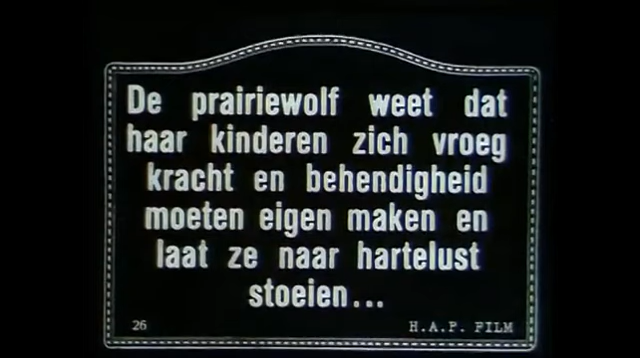 De prairiewolf weet dat
haar kinderen zich vroeg
kracht en behendigheid
moeten eigen maken en
laat ze naar hartelust
stoeien...
26 H.A.P. FILM